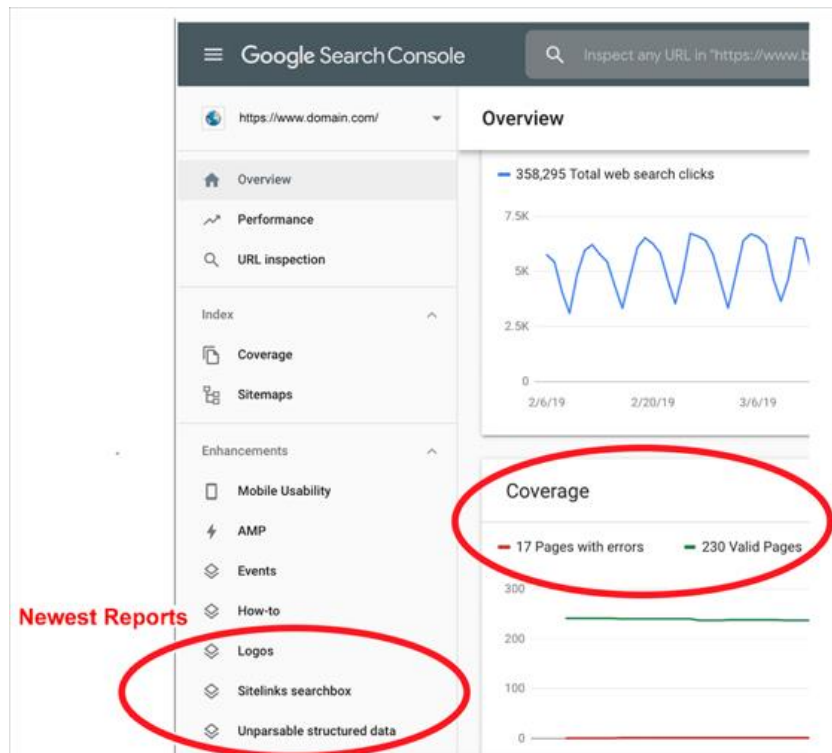 Google Search Console
Inspect any URL in "https://www.b
https://www.domain.com/
Overview
Performance
URL inspection
Index
Coverage
Sitemaps
Enhancements
Mobile Usability
AMP
Events
How-to
Newest Reports
Logos
Sitelinks searchbox
Unparsable structured data
Overview
358,295 Total web search clicks
7.5K
5K
2.5K
0
2/6/19 2/20/19 3/6/19
Coverage
17 Pages with errors 230 Valid Pages
300
200
100
0